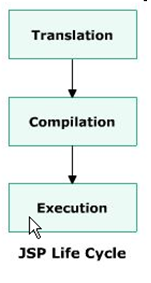 Translation
Compilation
Execution
JSP Life Cycle